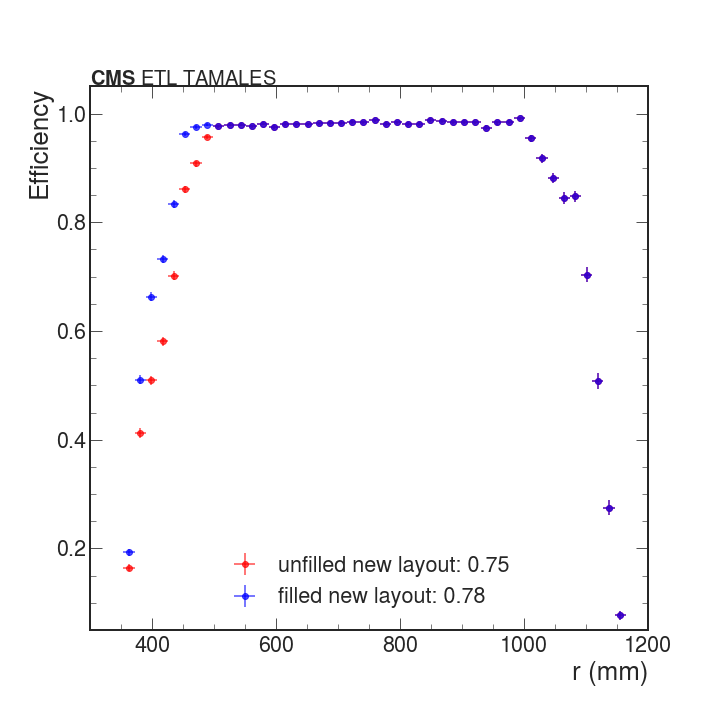 CMS ETL TAMALES
Efficiency
1.0
0.8
0.6
0.4
0.2
unfilled new layout: 0.75
filled new layout: 0.78
400 600 800 1000 1200
r (mm)